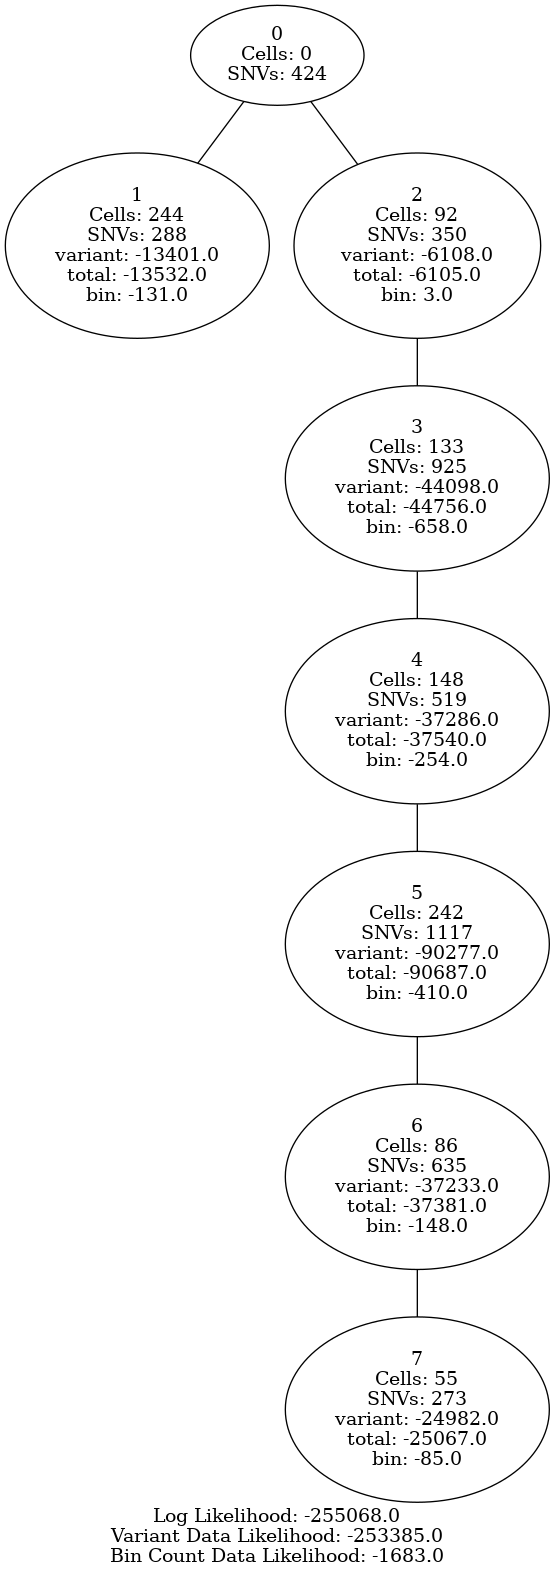 0
Cells: 0
SNVs: 424
1
Cells: 244
SNVs: 288
variant: -13401.0
total: -13532.0
bin: -131.0
2
Cells: 92
SNVs: 350
variant: -6108.0
total: -6105.0
bin: 3.0
3
Cells: 133
SNVs: 925
variant: -44098.0
total: -44756.0
bin: -658.0
4
Cells: 148
SNVs: 519
variant: -37286.0
total: -37540.0
bin: -254.0
5
Cells: 242
SNVs: 1117
variant: -90277.0
total: -90687.0
bin: -410.0
6
Cells: 86
SNVs: 635
variant: -37233.0
total: -37381.0
bin: -148.0
7
Cells: 55
SNVs: 273
variant: -24982.0
total: -25067.0
bin: -85.0
Log Likelihood: -255068.0
Variant Data Likelihood: -253385.0
Bin Count Data Likelihood: -1683.0